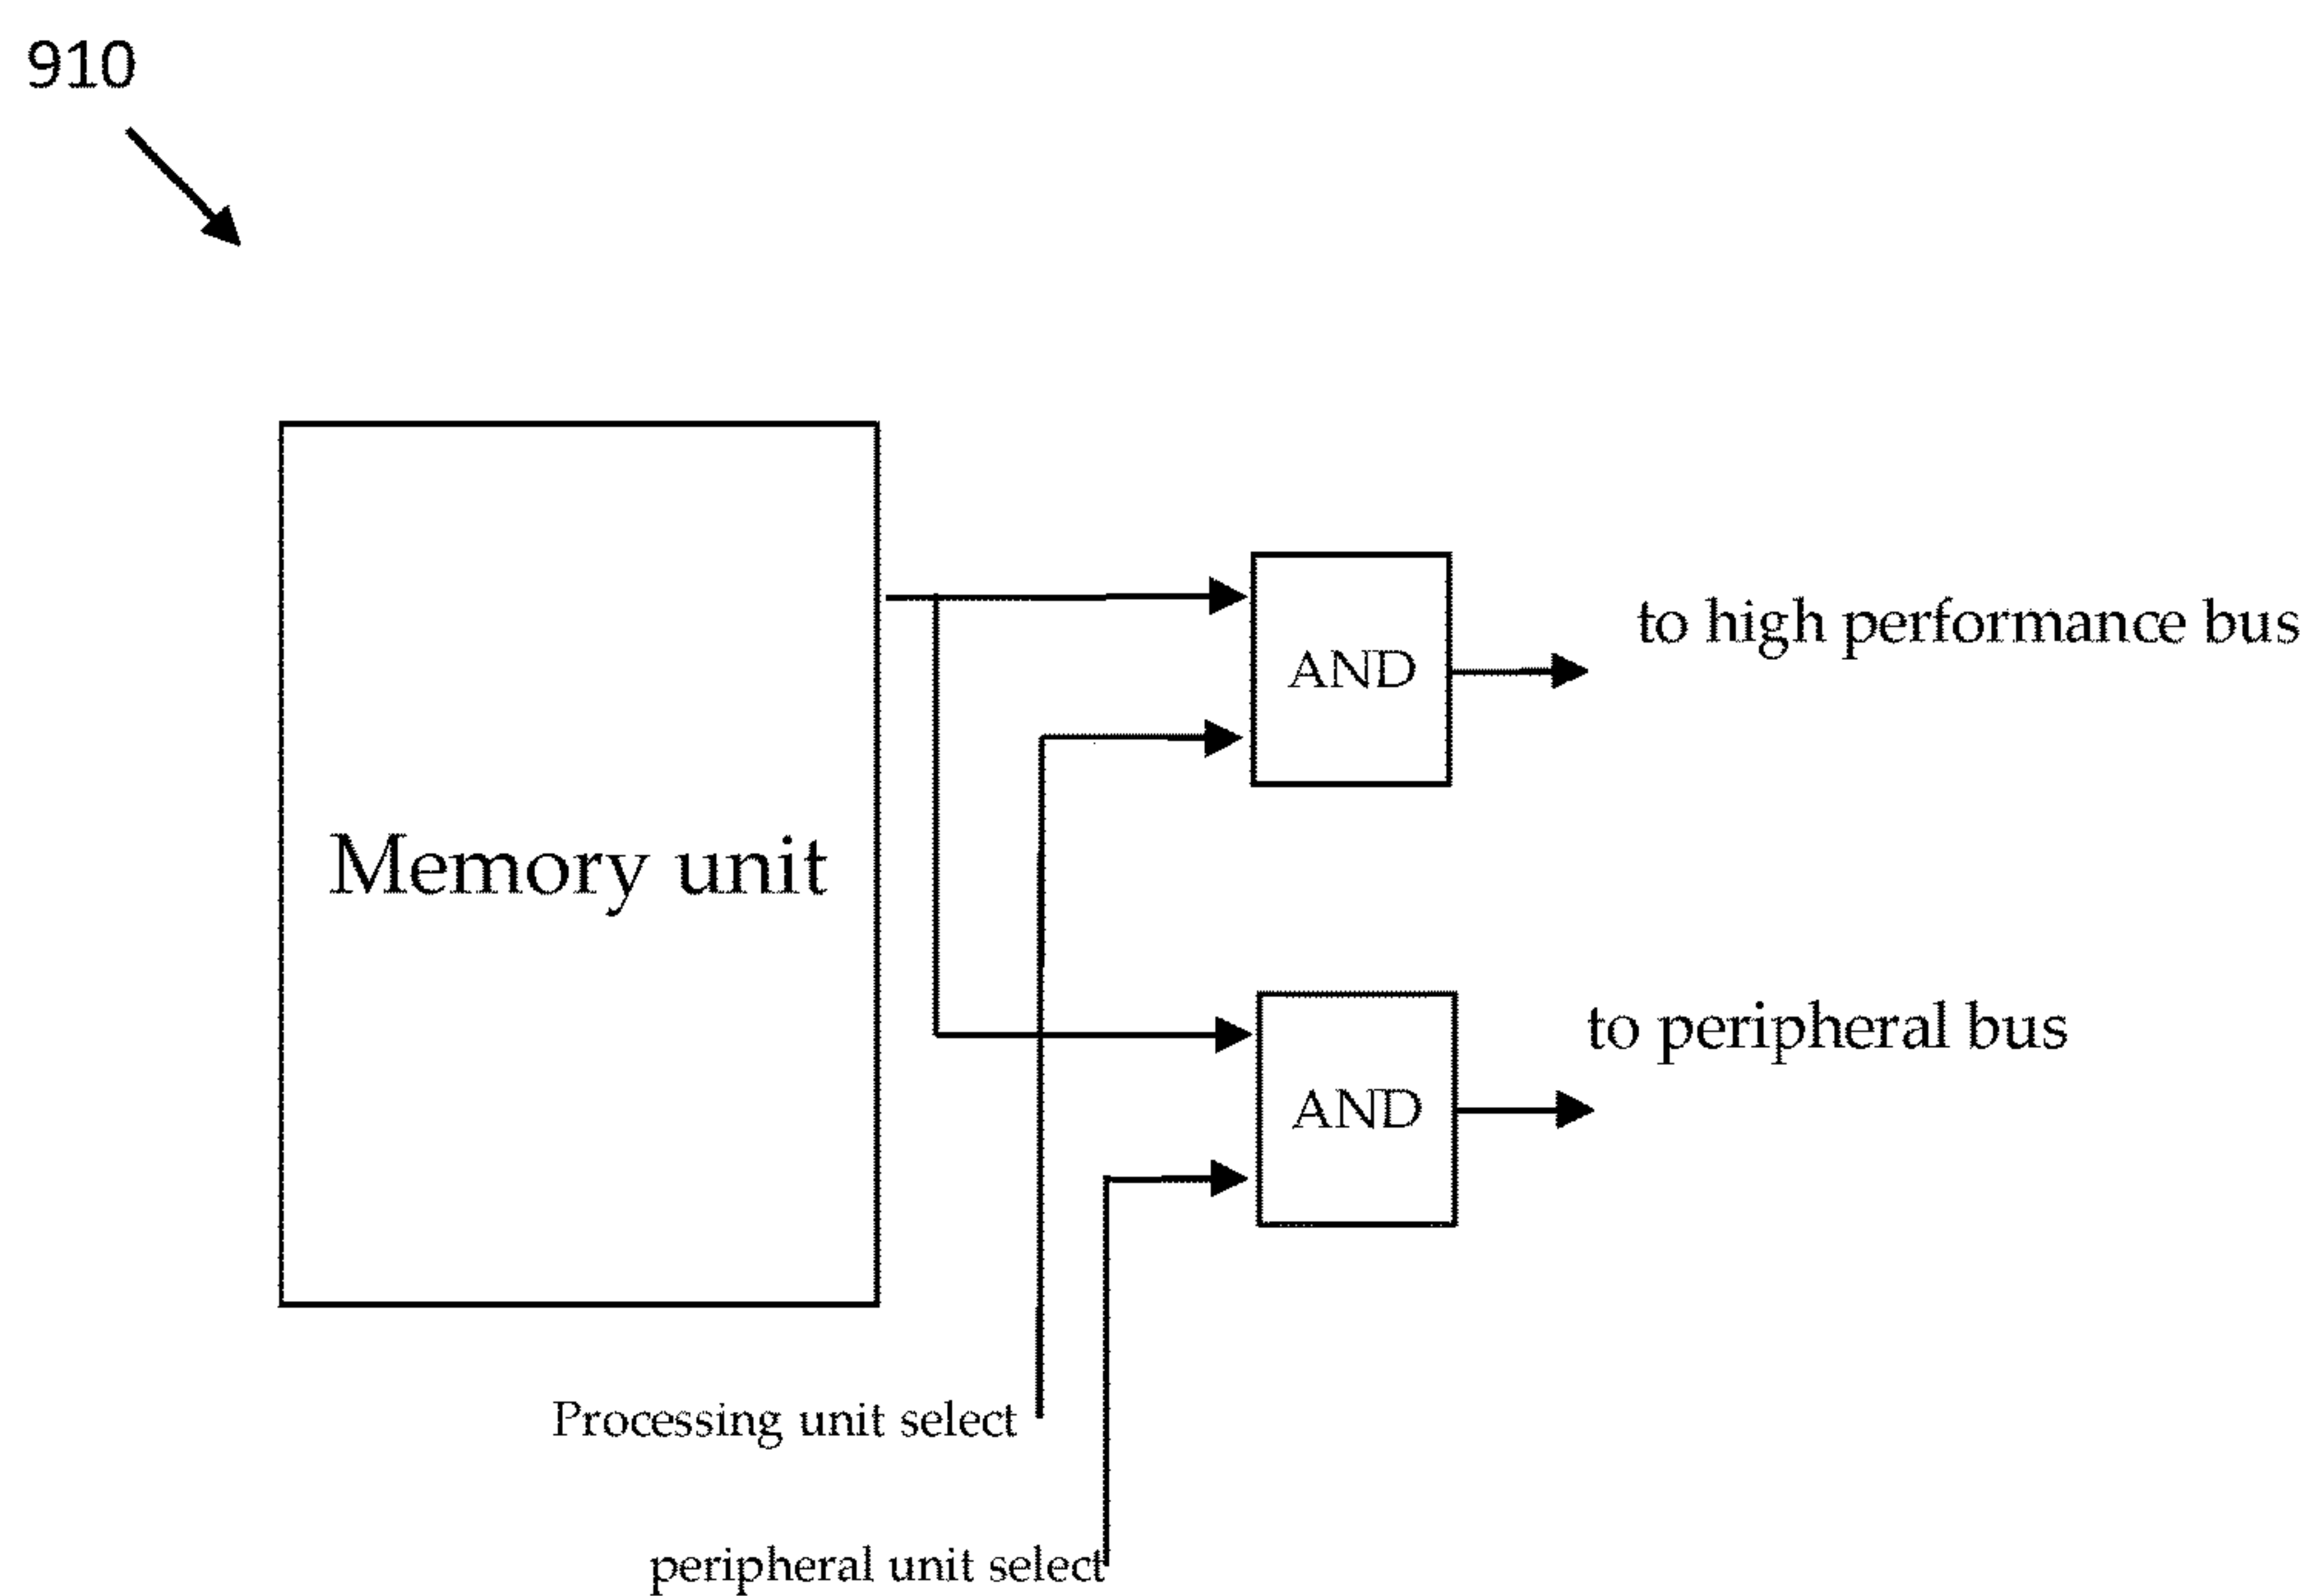 910
to high performance bus
AND
Memory unit
to peripheral bus
AND
Processing unit select
peripheral unit select